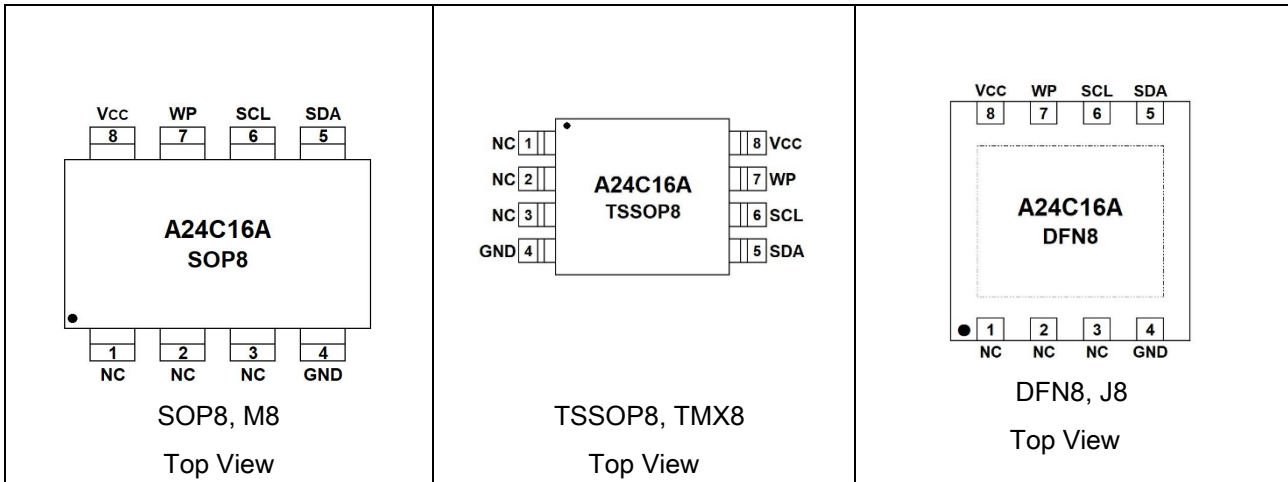 VCC WP SCL SDA
8 7 6 5
A24C16A
SOP8
1 2 3 4
NC NC NC GND
SOP8, M8
Top View
NC 1 8 VCC
NC 2 7 WP
A24C16A
TSSOP8
NC 3 6 SCL
GND 4 5 SDA
TSSOP8, TMX8
Top View
VCC WP SCL SDA
8 7 6 5
A24C16A
DFN8
1 2 3 4
NC NC NC GND
DFN8, J8
Top View